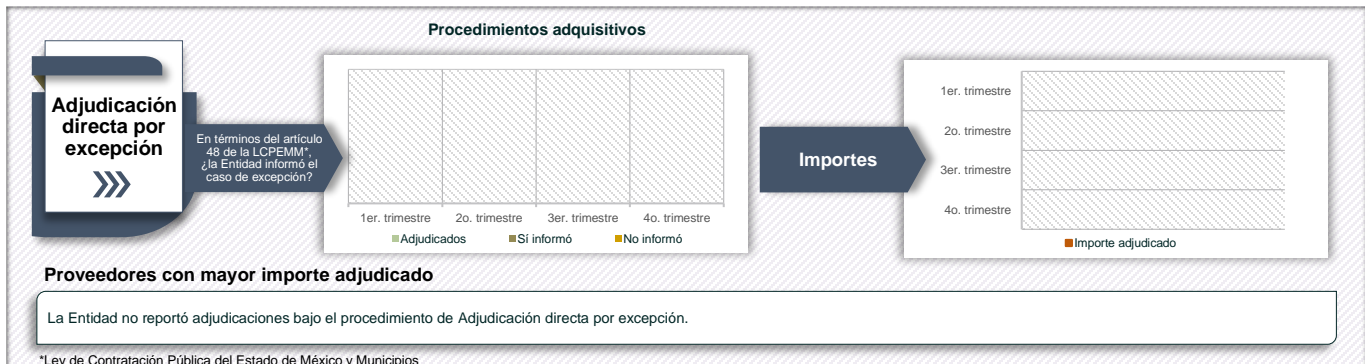 Procedimientos adquisitivos
Adjudicación
directa por
excepción
En términos del artículo
48 de la LCPEMM*,
¿la Entidad informó el
caso de excepción?
1er. trimestre 2o. trimestre 3er. trimestre 4o. trimestre
Adjudicados Sí informó No informó
Importes
1er. trimestre
2o. trimestre
3er. trimestre
4o. trimestre
Importe adjudicado
Proveedores con mayor importe adjudicado
La Entidad no reportó adjudicaciones bajo el procedimiento de Adjudicación directa por excepción.
*Ley de Contratación Pública del Estado de México y Municipios